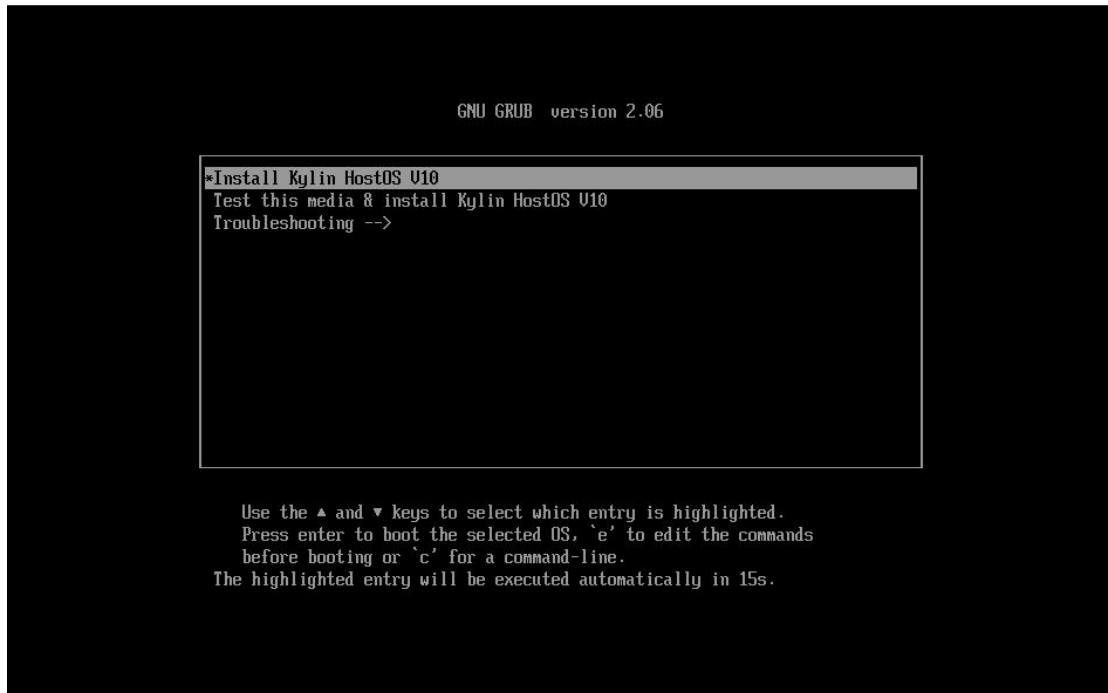 GNU GRUB  version 2.06
*Install Kylin HostOS V10
Test this media & install Kylin HostOS V10
Troubleshooting -->
Use the ▲ and ▼ keys to select which entry is highlighted.
Press enter to boot the selected OS, `e' to edit the commands
before booting or `c' for a command-line.
The highlighted entry will be executed automatically in 15s.